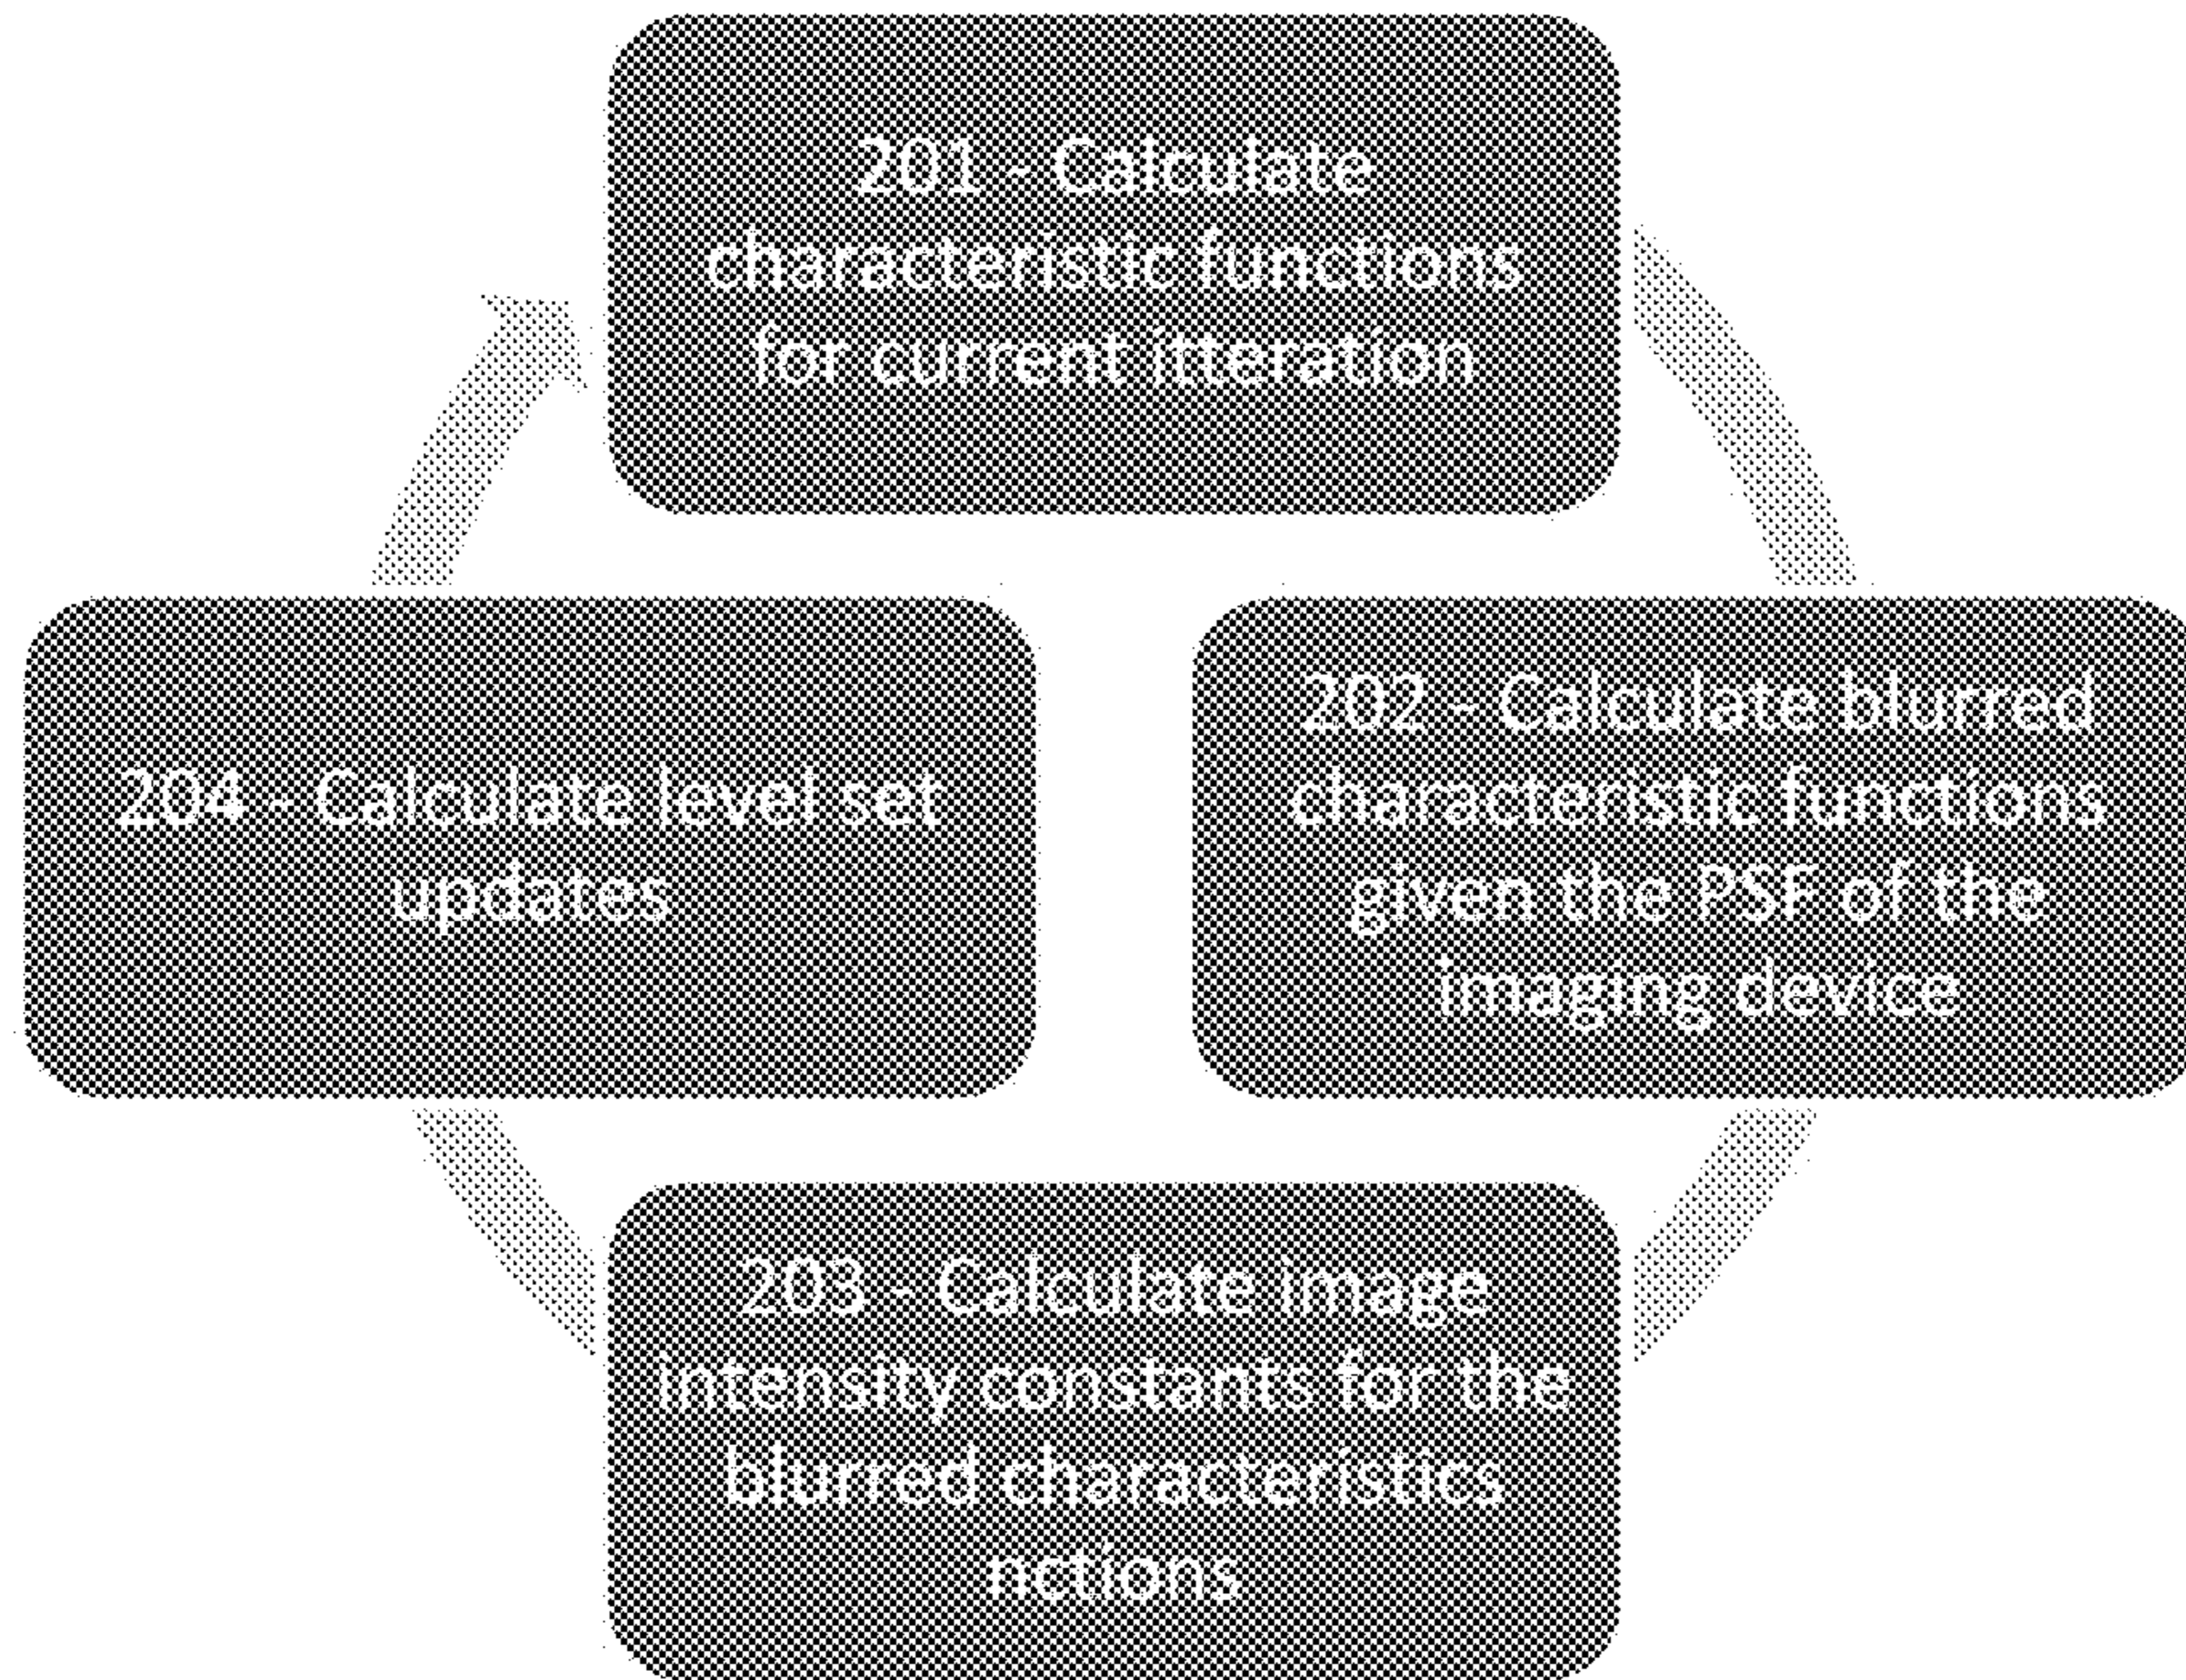 201 - Calculate
characteristic functions
for current itteration
202 - Calculate blurred
characteristic functions
given the PSF of the
imaging device
203 - Calculate image
intensity constants for the
blurred characteristics
nctions
204 - Calculate level set
updates